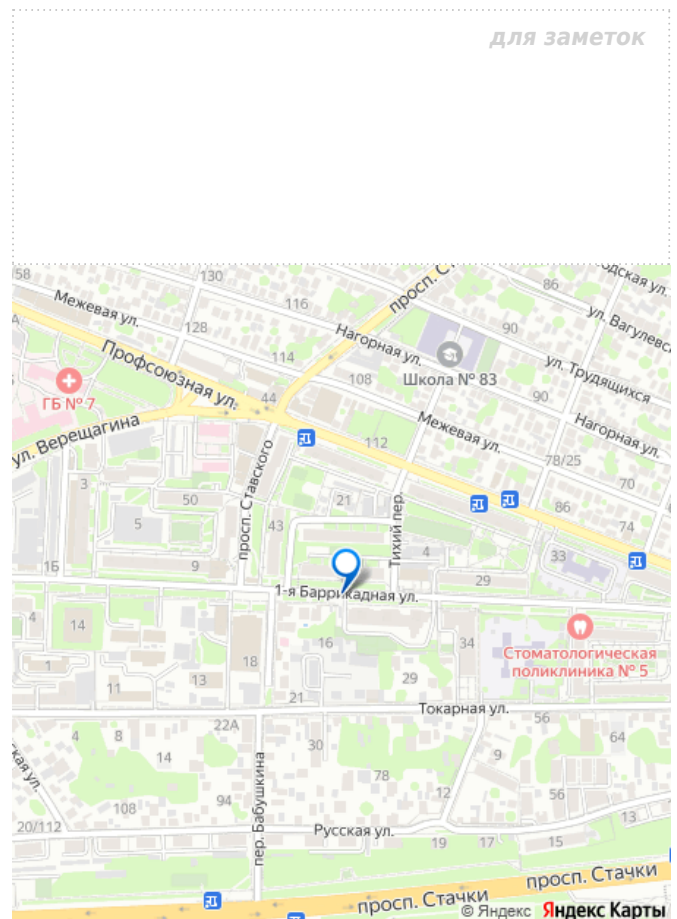 для заметок
58
130
116
просп. С
86
Межевая ул.
128
Нагорная ул.
90
ул. Вагулевс
Профсоюзная ул.
114
108
Школа № 83
ул. Трудящихся
90
ГБ № 7
44
ул. Верещагина
Межевая ул.
112
Нагорная ул.
78/25
70
3
50
просп. Ставского
21
Тихий пер.
86
74
5
43
4
33
1Б
9
29
1-я Баррикадная ул.
4
14
16
34
Стоматологическая
поликлиника № 5
1
11
13
18
29
21
Токарная ул.
22А
56
4
8
14
30
9
64
ская ул.
пер. Бабушкина
78
12
108
94
56
13
20/112
Русская ул.
19
17
15
просп. Стачки
просп. Стачки
© Яндекс Яндекс Карты